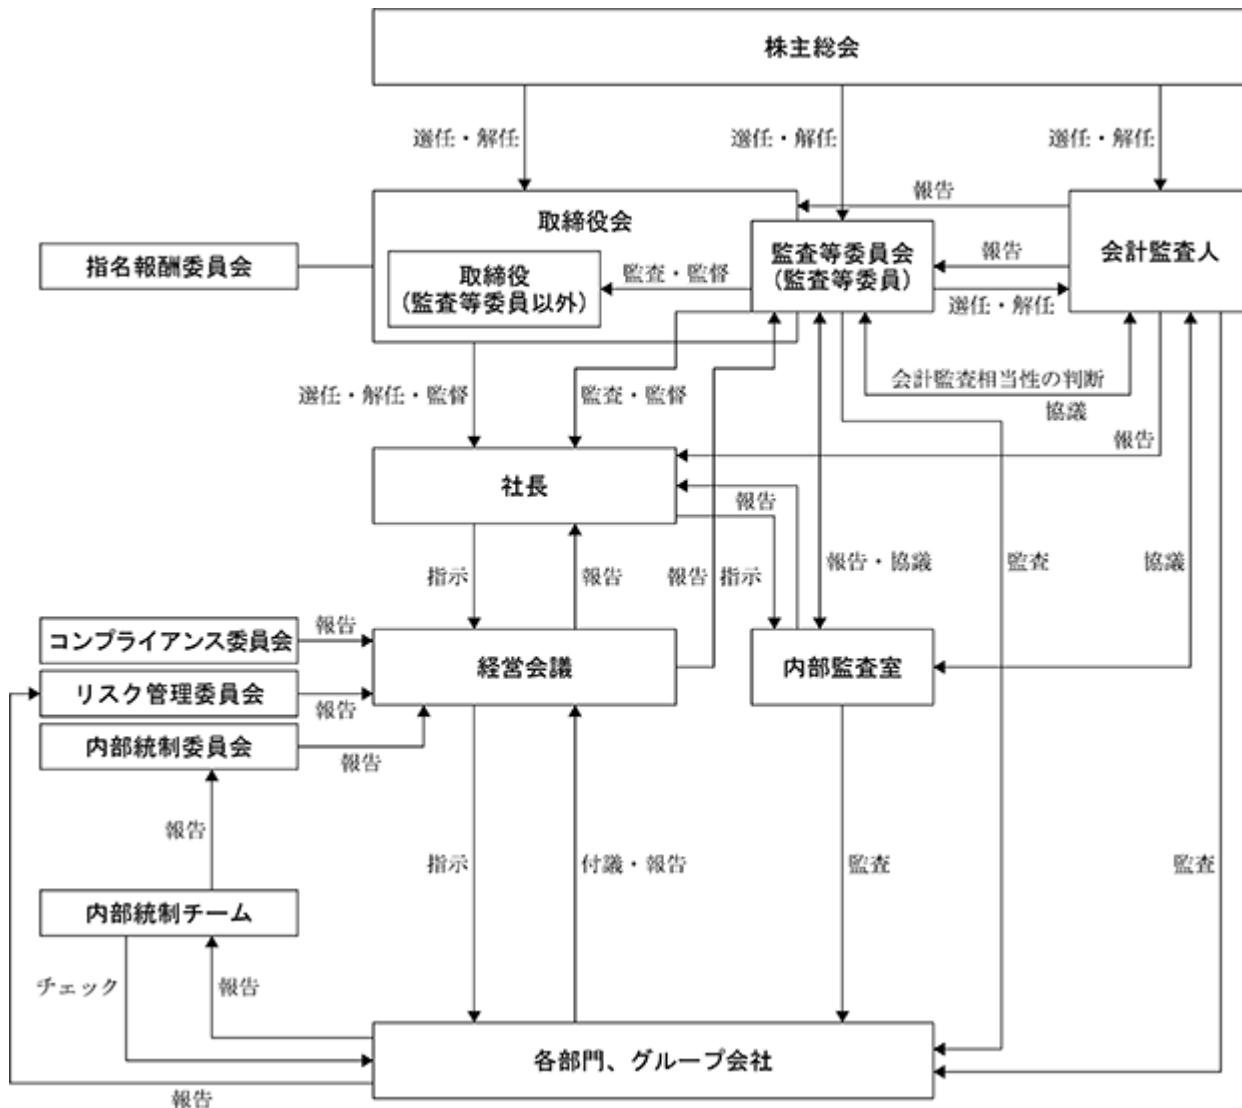 株主総会
選任・解任
選任・解任
選任・解任
取締役会
報告
指名報酬委員会
取締役
(監査等委員以外)
監査・監督
監査等委員会
(監査等委員)
報告
会計監査人
選任・解任
選任・解任・監督
監査・監督
会計監査相当性の判断
協議
報告
社長
報告
指示
報告
報告
指示
報告・協議
監査
協議
コンプライアンス委員会
報告
経営会議
内部監査室
リスク管理委員会
報告
内部統制委員会
報告
報告
指示
付議・報告
監査
監査
内部統制チーム
チェック
報告
各部門、グループ会社
報告